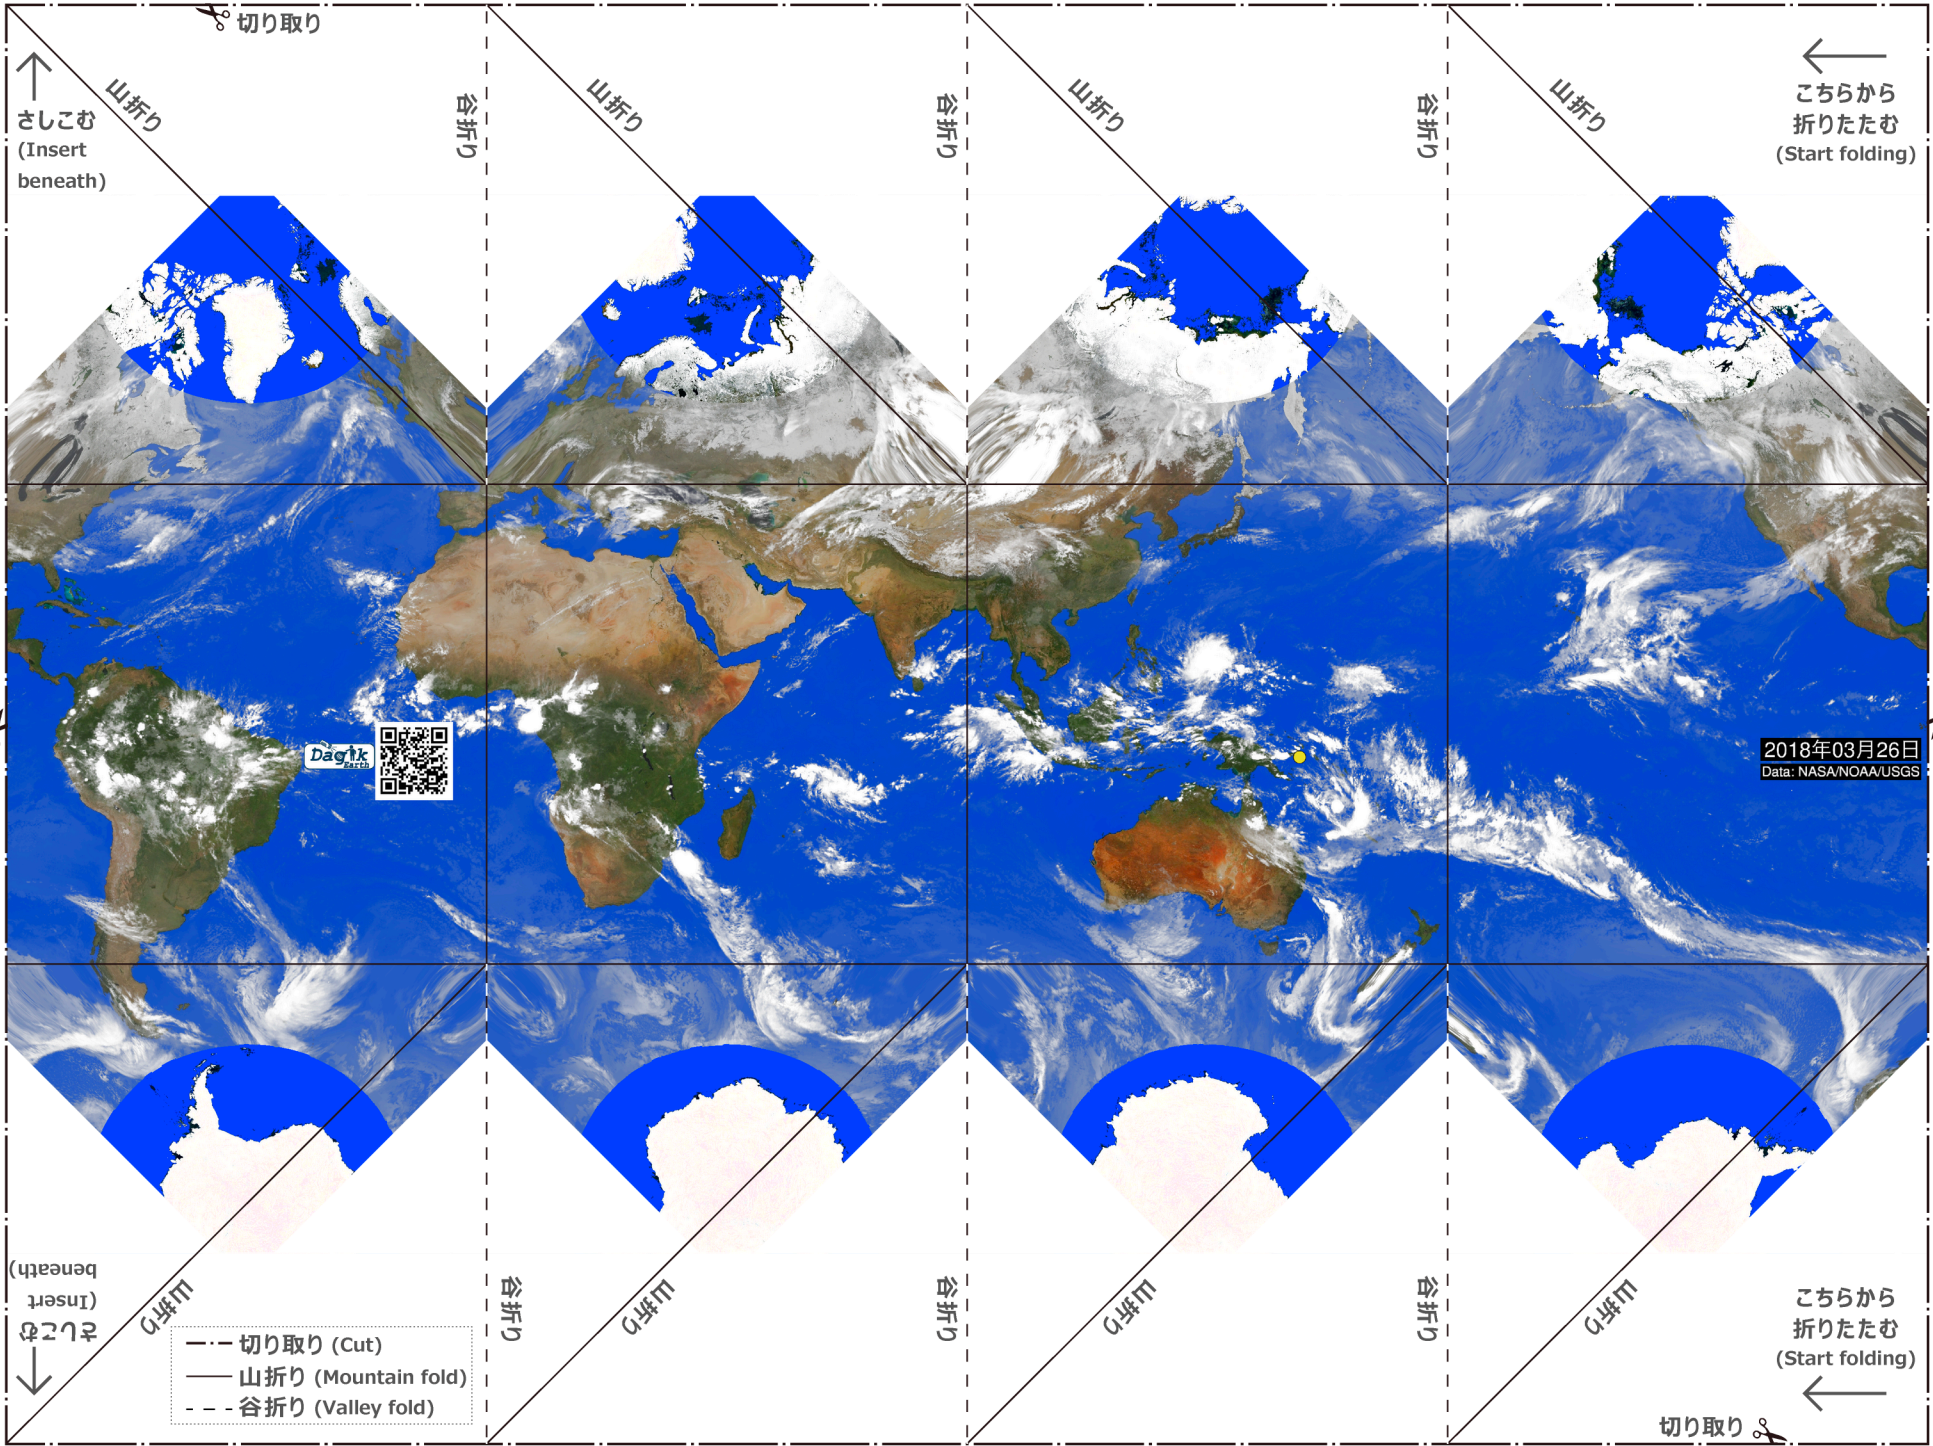 切り取り
山折り
谷折り
山折り
谷折り
山折り
谷折り
山折り
こちらから
折りたたむ
(Start folding)
さしこむ
(Insert
beneath)
Dagik
Earth
2018年03月26日
Data: NASA/NOAA/USGS
さしこむ
(Insert
beneath)
山折り
谷折り
山折り
谷折り
山折り
谷折り
山折り
こちらから
折りたたむ
(Start folding)
切り取り (Cut)
山折り (Mountain fold)
谷折り (Valley fold)
切り取り